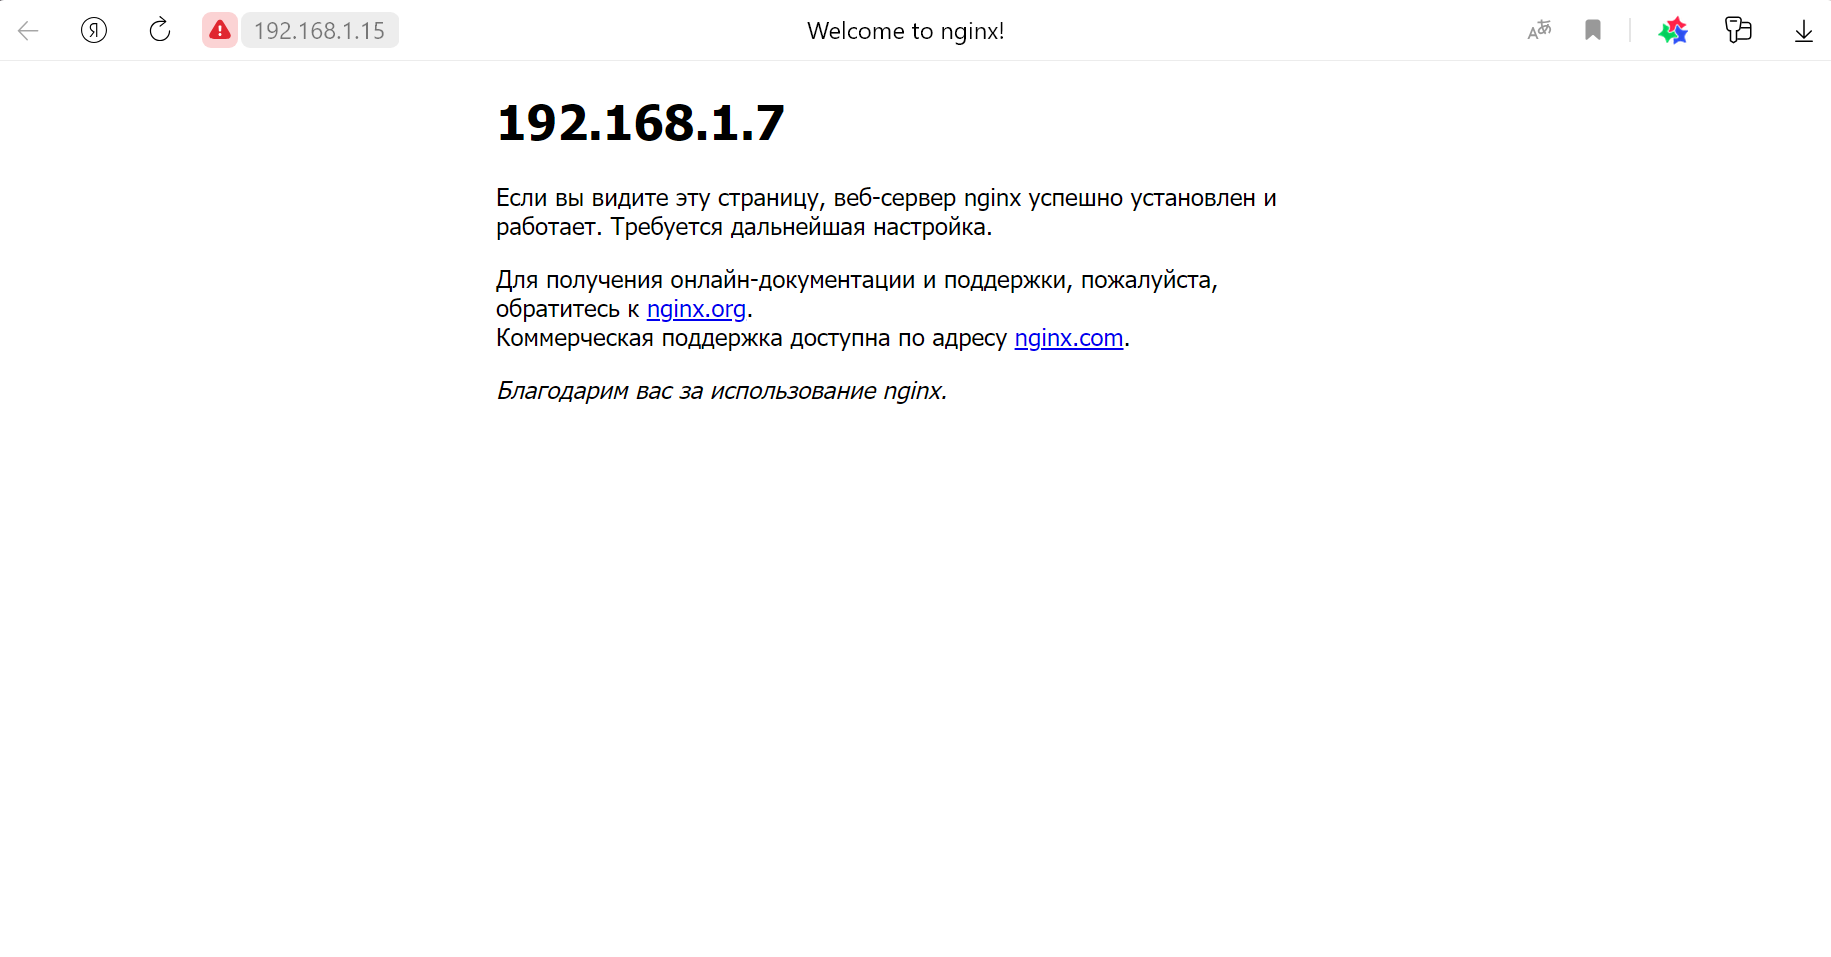 192.168.1.15
Welcome to nginx!
192.168.1.7
Если вы видите эту страницу, веб-сервер nginx успешно установлен и
работает. Требуется дальнейшая настройка.
Для получения онлайн-документации и поддержки, пожалуйста,
обратитесь к nginx.org.
Коммерческая поддержка доступна по адресу nginx.com.
Благодарим вас за использование nginx.